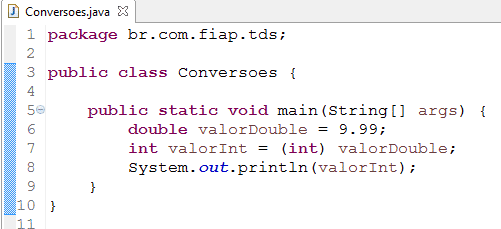 Conversoes.java
1 package br.com.fiap.tds;
2
3 public class Conversoes {
4
5 public static void main(String[] args) {
6 double valorDouble = 9.99;
7 int valorInt = (int) valorDouble;
8 System.out.println(valorInt);
9 }
10 }
11